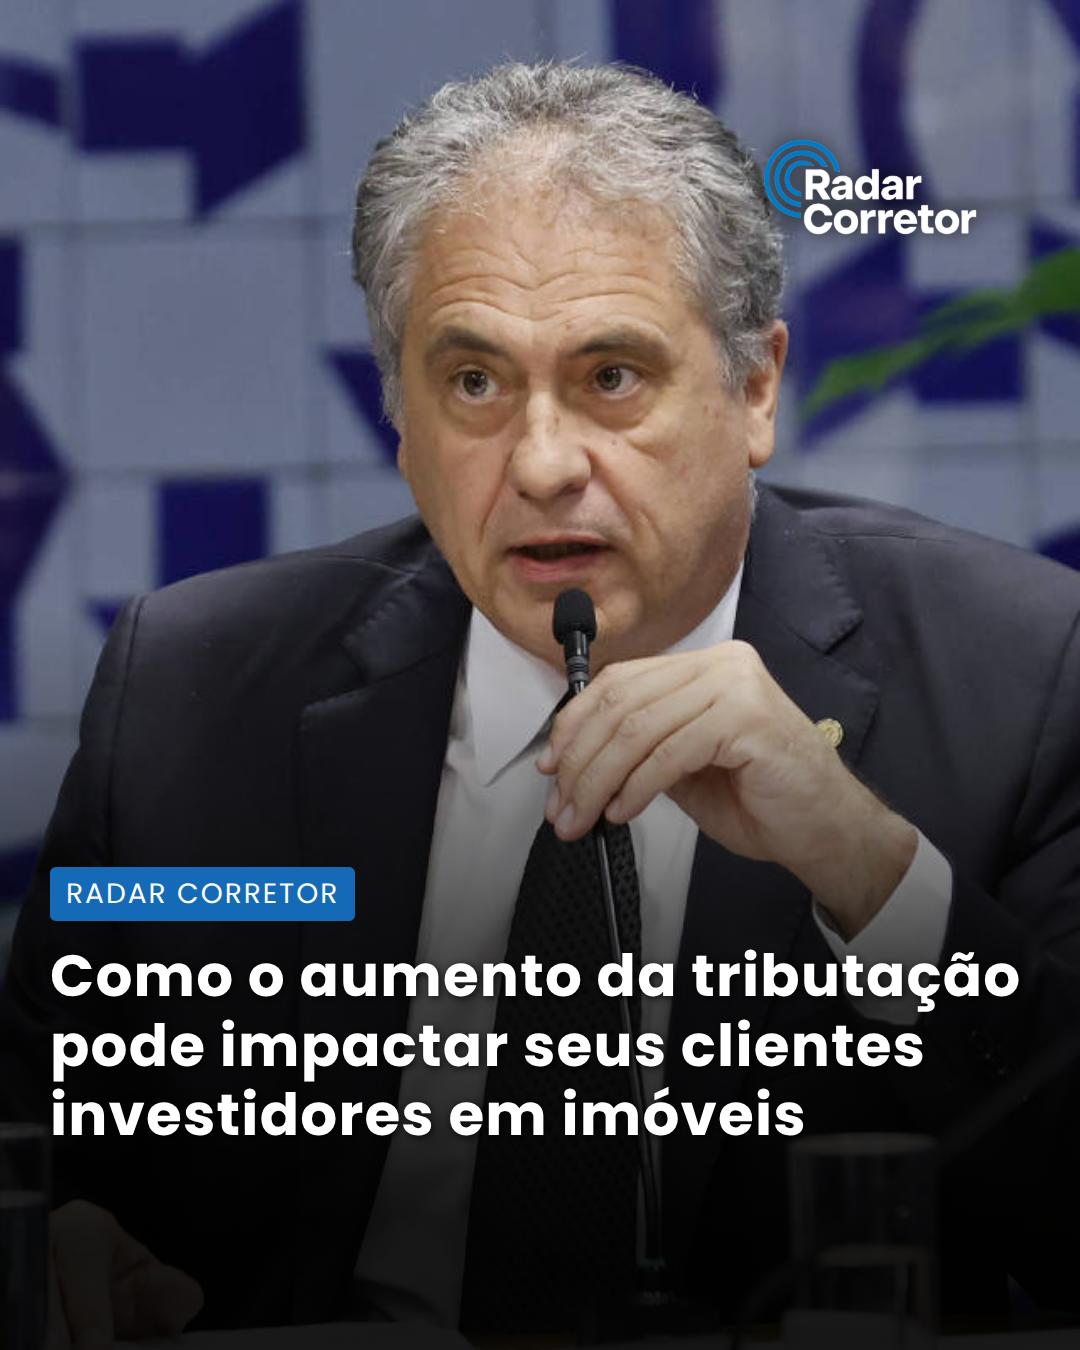 Radar
Corretor
RADAR CORRETOR
Como o aumento da tributação
pode impactar seus clientes
investidores em imóveis